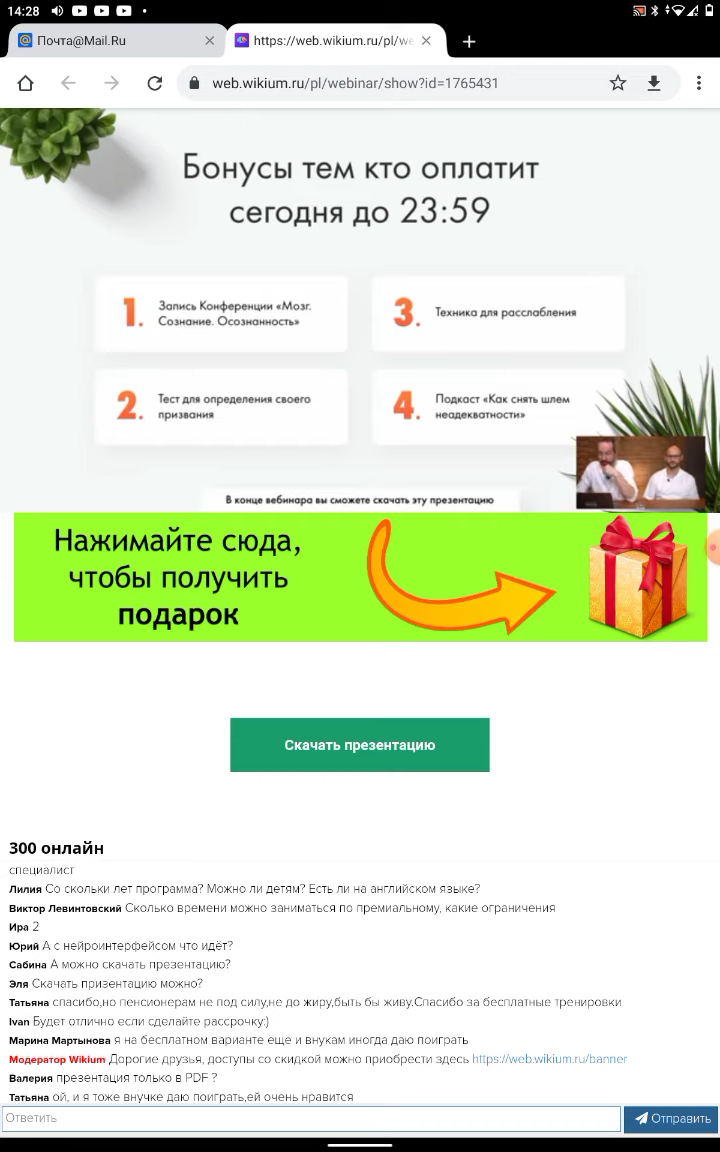 14:28
Почта@Mail.Ru
https://web.wikium.ru/pl/we
web.wikium.ru/pl/webinar/show?id=1765431
Бонусы тем кто оплатит
сегодня до 23:59
1. Запись Конференции «Мозг.
Сознание. Осознанность»
3. Техника для расслабления
2. Тест для определения своего
призвания
4. Подкаст «Как снять шлем
неадекватности»
В конце вебинара вы сможете скачать эту презентацию
Нажимайте сюда,
чтобы получить
подарок
Скачать презентацию
300 онлайн
специалист
Лилия Со скольки лет программа? Можно ли детям? Есть ли на английском языке?
Виктор Левинтовский Сколько времени можно заниматься по премиальному, какие ограничения
Ира 2
Юрий А с нейроинтерфейсом что идёт?
Сабина А можно скачать презентацию?
Эля Скачать призентацию можно?
Татьяна спасибо,но пенсионерам не под силу,не до жиру,быть бы живу.Спасибо за бесплатные тренировки
Ivan Будет отлично если сделайте рассрочку:)
Марина Мартынова я на бесплатном варианте еще и внукам иногда даю поиграть
Модератор Wikium Дорогие друзья, доступы со скидкой можно приобрести здесь https://web.wikium.ru/banner
Валерия презентация только в PDF ?
Татьяна ой, и я тоже внучке даю поиграть,ей очень нравится
Ответить
Отправить